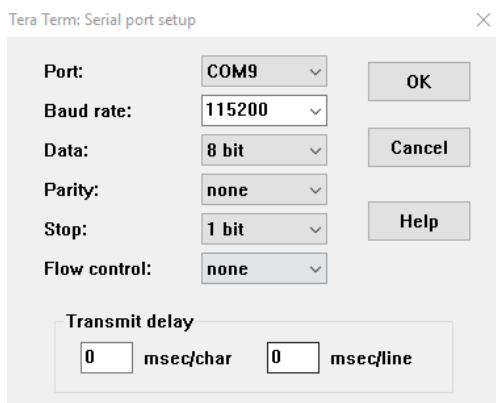 Tera Term: Serial port setup
Port: COM9 OK
Baud rate: 115200
Data: 8 bit Cancel
Parity: none
Stop: 1 bit Help
Flow control: none
Transmit delay
0 msec/char 0 msec/line